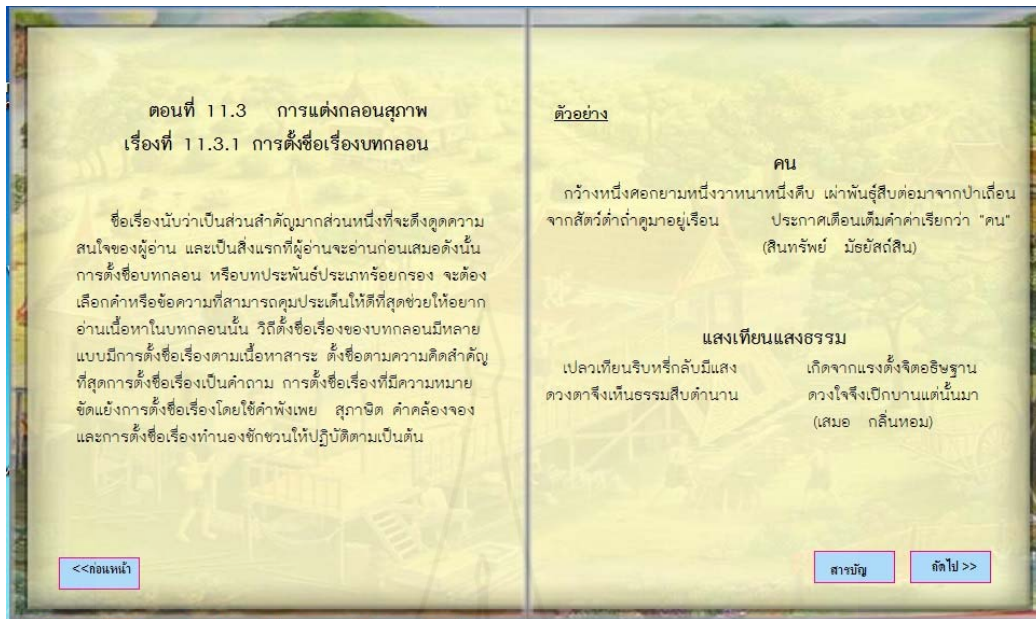 ตอนที่ 11.3 การแต่งกลอนสุภาพ
เรื่องที่ 11.3.1 การตั้งชื่อเรื่องบทกลอน
ชื่อเรื่องนับว่าเป็นส่วนสำคัญมากส่วนหนึ่งที่จะดึงดูดความ
สนใจของผู้อ่าน และเป็นสิ่งแรกที่ผู้อ่านจะอ่านก่อนเสมอดังนั้น
การตั้งชื่อบทกลอน หรือบทประพันธ์ประเภทร้อยกรอง จะต้อง
เลือกคำหรือข้อความที่สามารถคุมประเด็นให้ดีที่สุดช่วยให้อยาก
อ่านเนื้อหาในบทกลอนนั้น วิถีตั้งชื่อเรื่องของบทกลอนมีหลาย
แบบมีการตั้งชื่อเรื่องตามเนื้อหาสาระ ตั้งชื่อตามความคิดสำคัญ
ที่สุดการตั้งชื่อเรื่องเป็นคำถาม การตั้งชื่อเรื่องที่มีความหมาย
ขัดแย้งการตั้งชื่อเรื่องโดยใช้คำพังเพย สุภาษิต คำคล้องจอง
และการตั้งชื่อเรื่องทำนองชักชวนให้ปฏิบัติตามเป็นต้น
<<ก่อนหน้า
ตัวอย่าง
คน
กว้างหนึ่งศอกยามหนึ่งวาหนาหนึ่งคืบ เผ่าพันธุ์สืบต่อมาจากป่าเถื่อน
จากสัตว์ต่ำถ้ำคูมาอยู่เรือน ประกาศเตือนเต็มคำค่าเรียกว่า "คน"
(สินทรัพย์ มัธยัสถ์สิน)
แสงเทียนแสงธรรม
เปลวเทียนริบหรี่กลับมีแสง เกิดจากแรงตั้งจิตอธิษฐาน
ดวงตาจึงเห็นธรรมสืบตำนาน ดวงใจจึงเปิกบานแต่นั้นมา
(เสมอ กลิ่นหอม)
สารบัญ ถัดไป >>